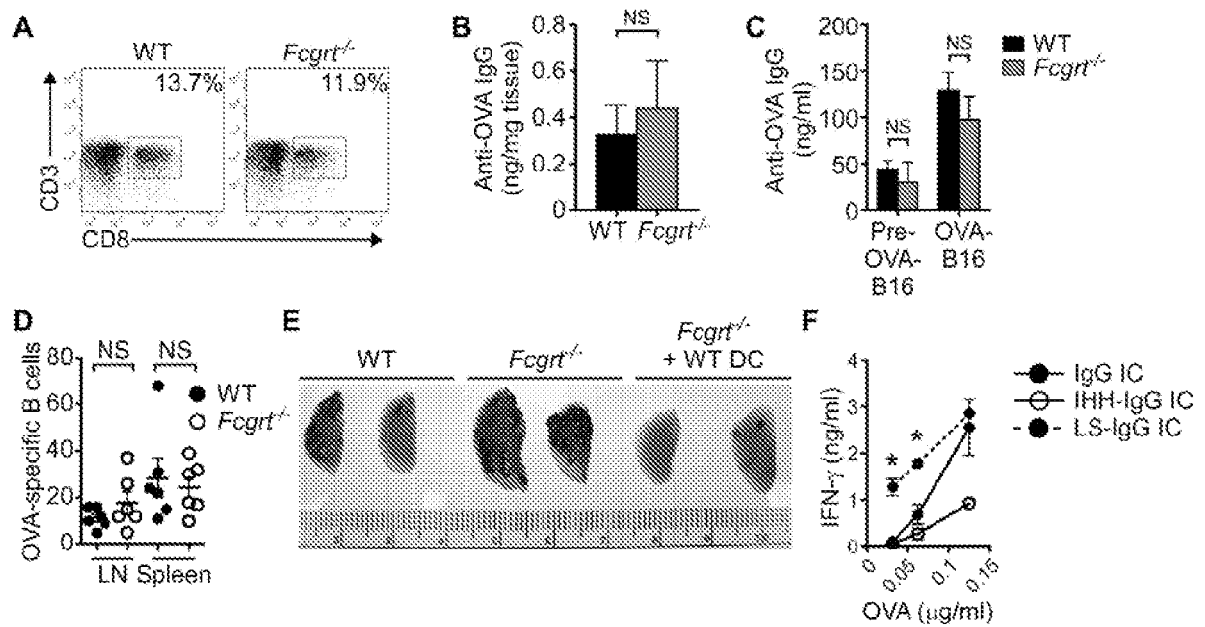 A
WT
Fcgrt-/-
13.7%
11.9%
CD3
CD8
B
Anti-OVA IgG
(ng/mg tissue)
0.8
0.6
0.4
0.2
0
NS
WT Fcgrt-/-
C
Anti-OVA IgG
(ng/ml)
200
150
100
50
0
NS
NS
WT
Fcgrt-/-
Pre-
OVA-
B16
OVA-
B16
D
OVA-specific B cells
80
60
40
20
0
NS
NS
WT
Fcgrt-/-
LN Spleen
E
WT
Fcgrt-/-
Fcgrt-/-
+ WT DC
F
IFN-γ (ng/ml)
4
3
2
1
0
*
*
0
0.05
0.1
0.15
OVA (μg/ml)
IgG IC
IHH-IgG IC
LS-IgG IC